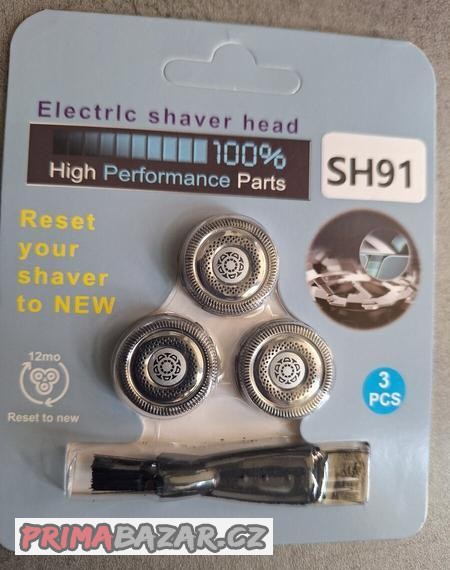 Electric shaver head
100%
High Performance Parts
SH91
Reset
your
shaver
to NEW
12mo
Reset to new
3
PCS
PRIMABAZAR.CZ